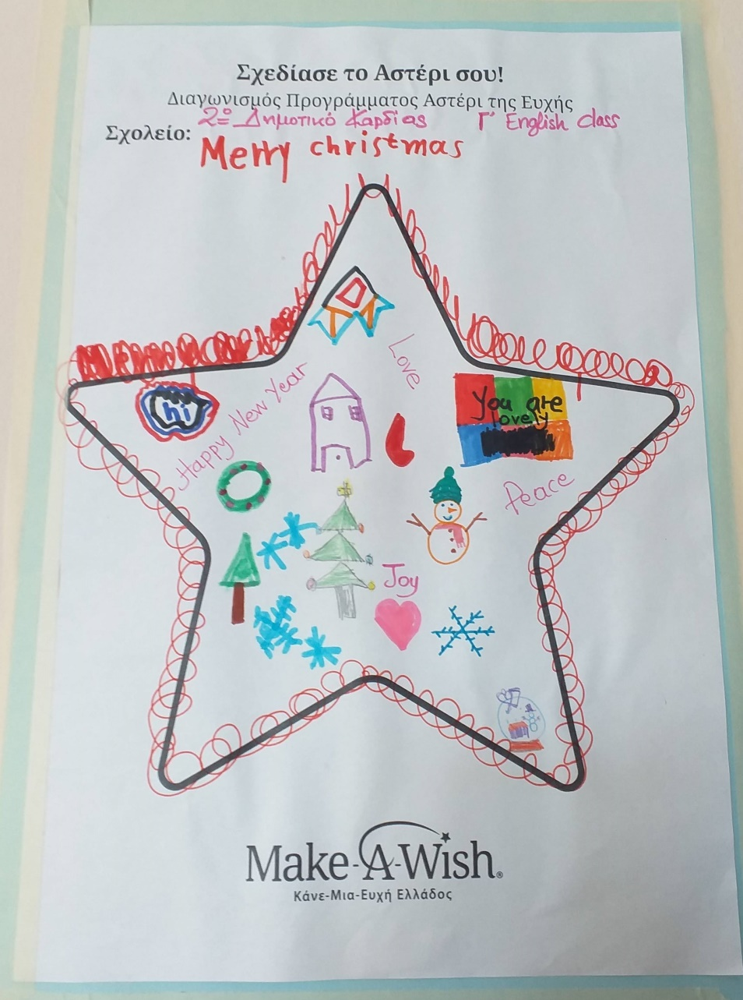 Σχεδίασε το Αστέρι σου!
Διαγωνισμός Προγράμματος Αστέρι της Ευχής
2ο Δημοτικό Καρδίας Γ' English class
Σχολείο:
Merry christmas
Love
Happy New Year
hi
You are
lovely
Peace
Joy
Make-A-Wish®
Κάνε-Μια-Ευχή Ελλάδος